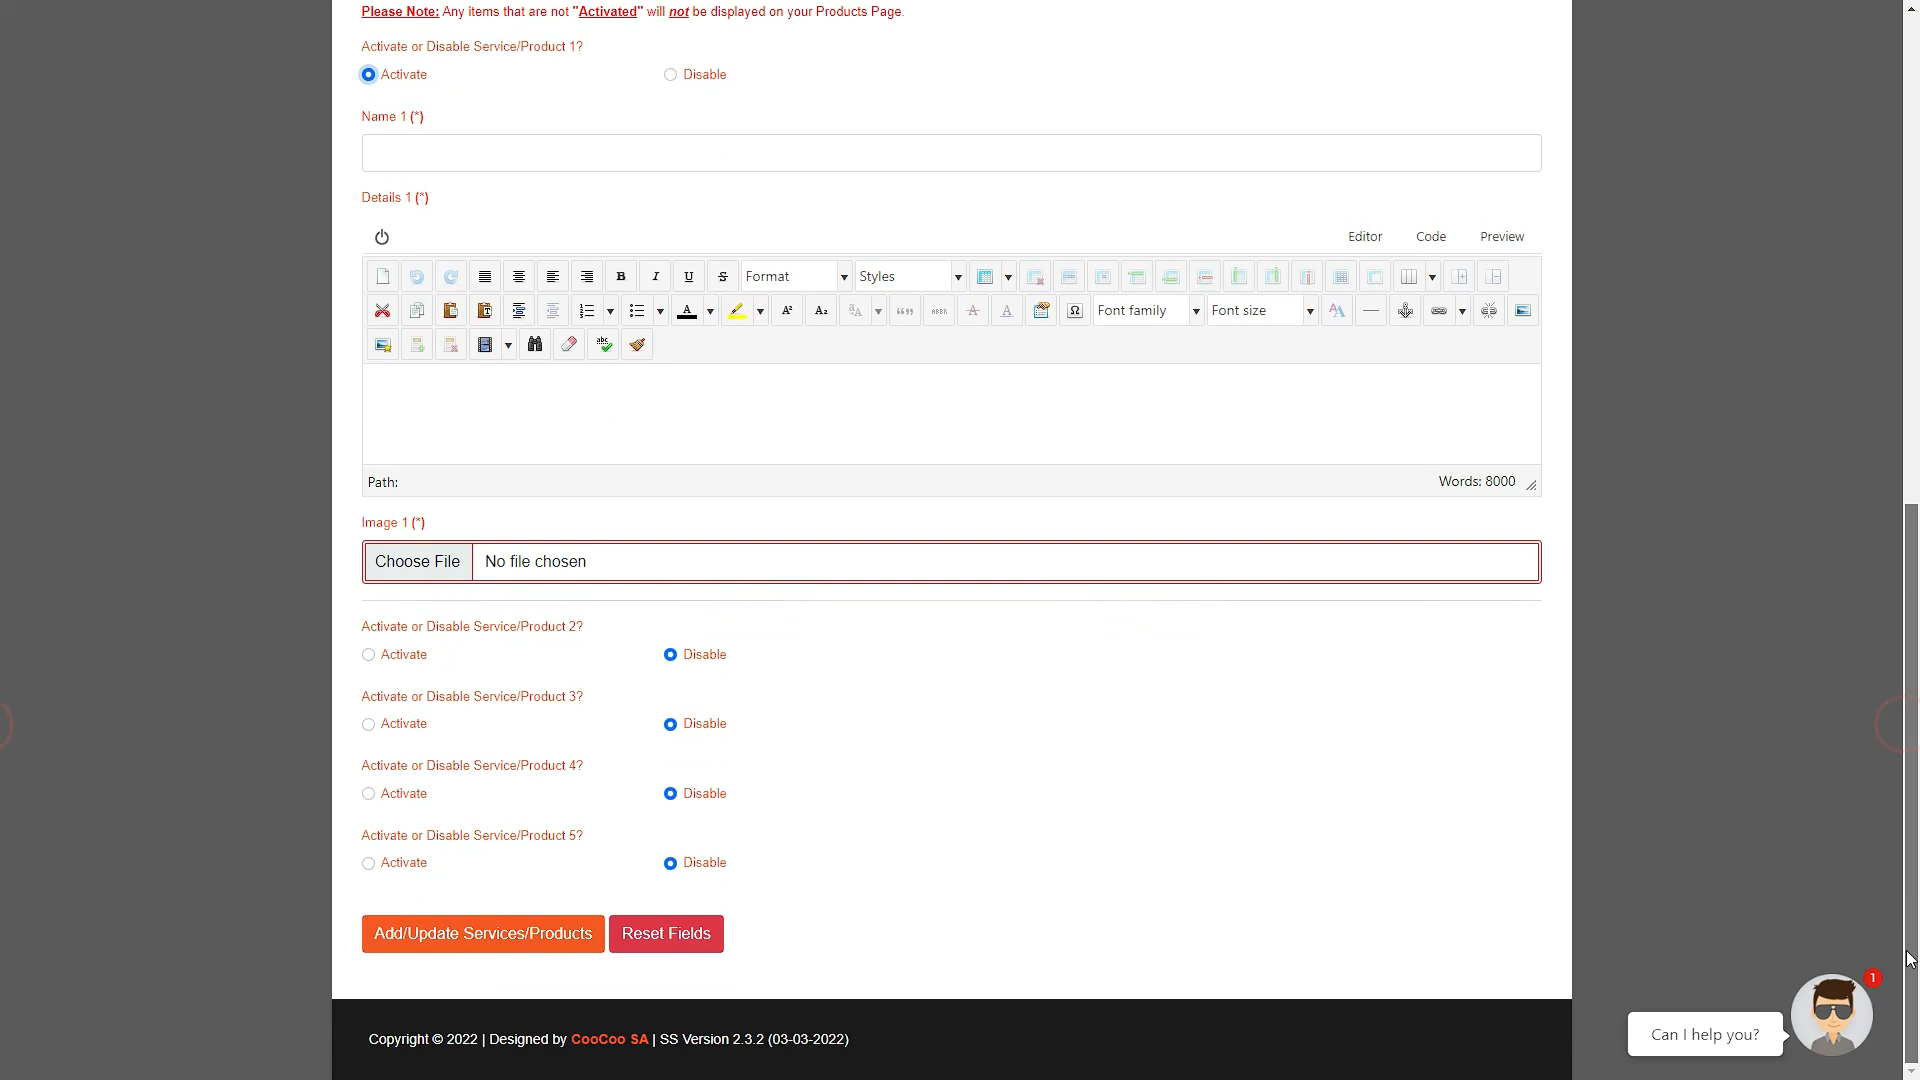 Please Note: Any items that are not "Activated" will not be displayed on your Products Page.
Activate or Disable Service/Product 1?
Activate Disable
Name 1 (*)
Details 1 (*)
Editor Code Preview
B I U S Format Styles
Font family Font size
Path: Words: 8000
Image 1 (*)
Choose File No file chosen
Activate or Disable Service/Product 2?
Activate Disable
Activate or Disable Service/Product 3?
Activate Disable
Activate or Disable Service/Product 4?
Activate Disable
Activate or Disable Service/Product 5?
Activate Disable
Add/Update Services/Products Reset Fields
1
Can I help you?
Copyright © 2022 | Designed by CooCoo SA | SS Version 2.3.2 (03-03-2022)